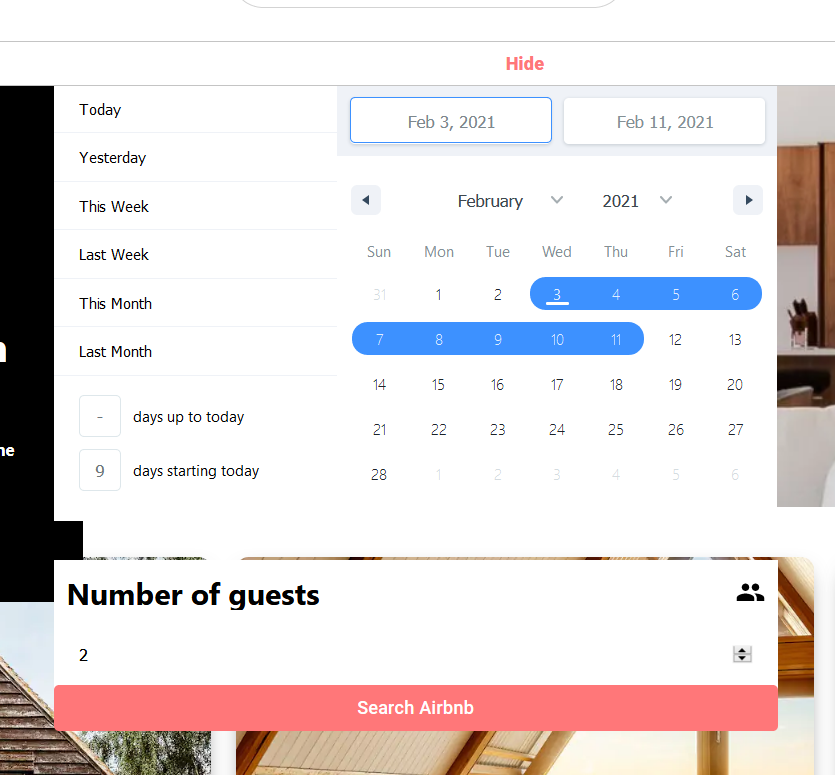 Hide
Today
Yesterday
This Week
Last Week
This Month
Last Month
- days up to today
9 days starting today
Feb 3, 2021 Feb 11, 2021
February 2021
Sun Mon Tue Wed Thu Fri Sat
31 1 2 3 4 5 6
7 8 9 10 11 12 13
14 15 16 17 18 19 20
21 22 23 24 25 26 27
28 1 2 3 4 5 6
Number of guests
2
Search Airbnb